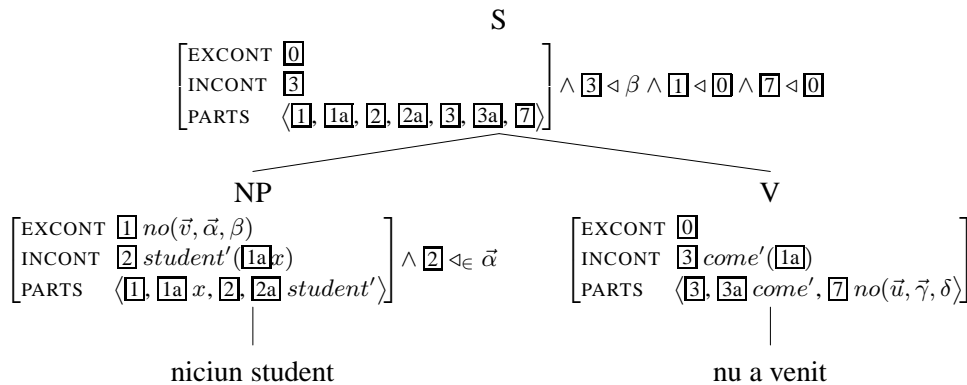 S
EXCONT 0
INCONT 3
PARTS ⟨1, 1a, 2, 2a, 3, 3a, 7⟩ ∧ 3 ◁ β ∧ 1 ◁ 0 ∧ 7 ◁ 0
NP
EXCONT 1 no(v⃗, α⃗, β)
INCONT 2 student′(1a x)
PARTS ⟨1, 1a x, 2, 2a student′⟩ ∧ 2 ◁∈ α⃗
niciun student
V
EXCONT 0
INCONT 3 come′(1a)
PARTS ⟨3, 3a come′, 7 no(u⃗, γ⃗, δ⟩
nu a venit